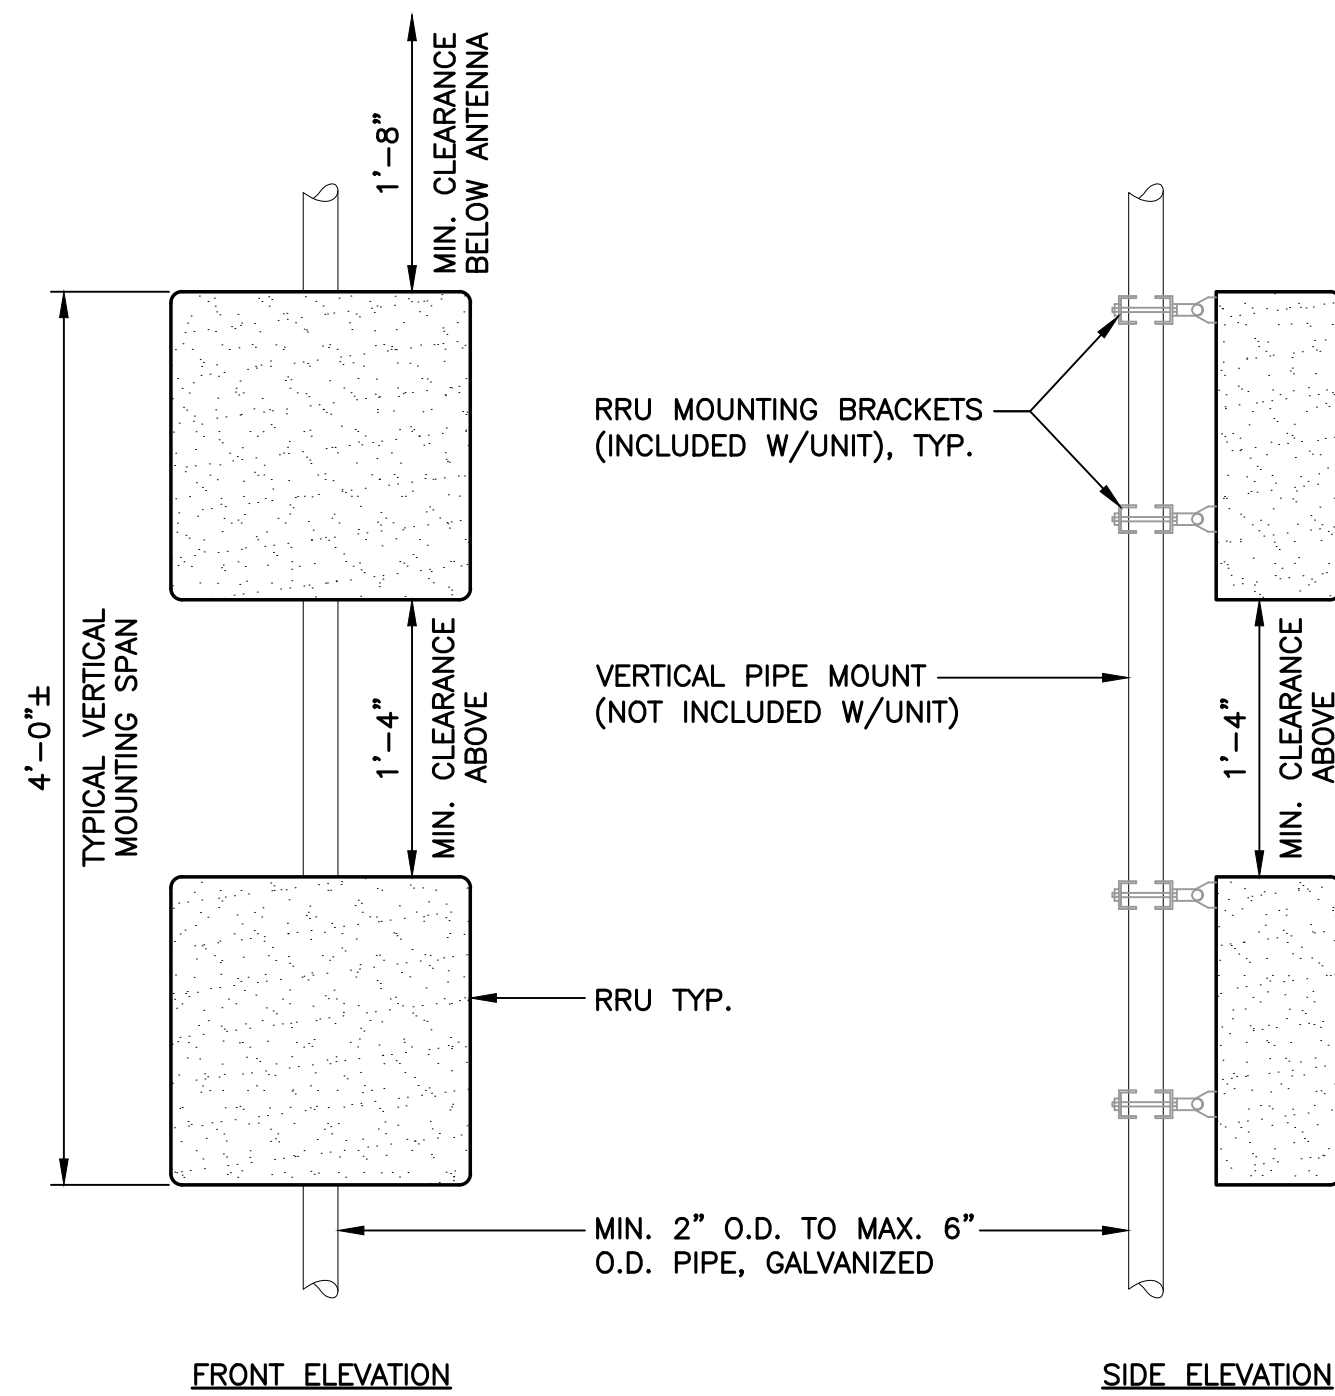 1'-8"
MIN. CLEARANCE
BELOW ANTENNA
4'-0"±
TYPICAL VERTICAL
MOUNTING SPAN
1'-4"
MIN. CLEARANCE
ABOVE
RRU MOUNTING BRACKETS
(INCLUDED W/UNIT), TYP.
VERTICAL PIPE MOUNT
(NOT INCLUDED W/UNIT)
1'-4"
MIN. CLEARANCE
ABOVE
RRU TYP.
MIN. 2" O.D. TO MAX. 6"
O.D. PIPE, GALVANIZED
FRONT ELEVATION
SIDE ELEVATION